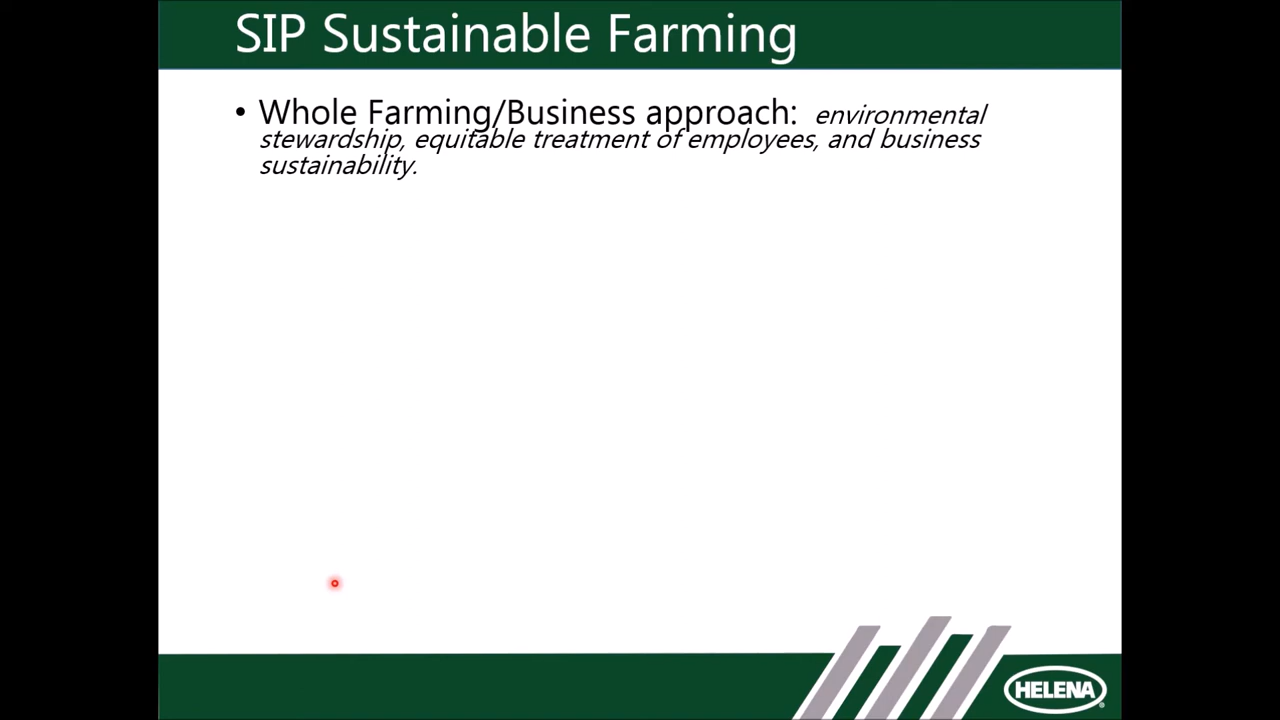 SIP Sustainable Farming
• Whole Farming/Business approach: environmental
stewardship, equitable treatment of employees, and business
sustainability.
HELENA®